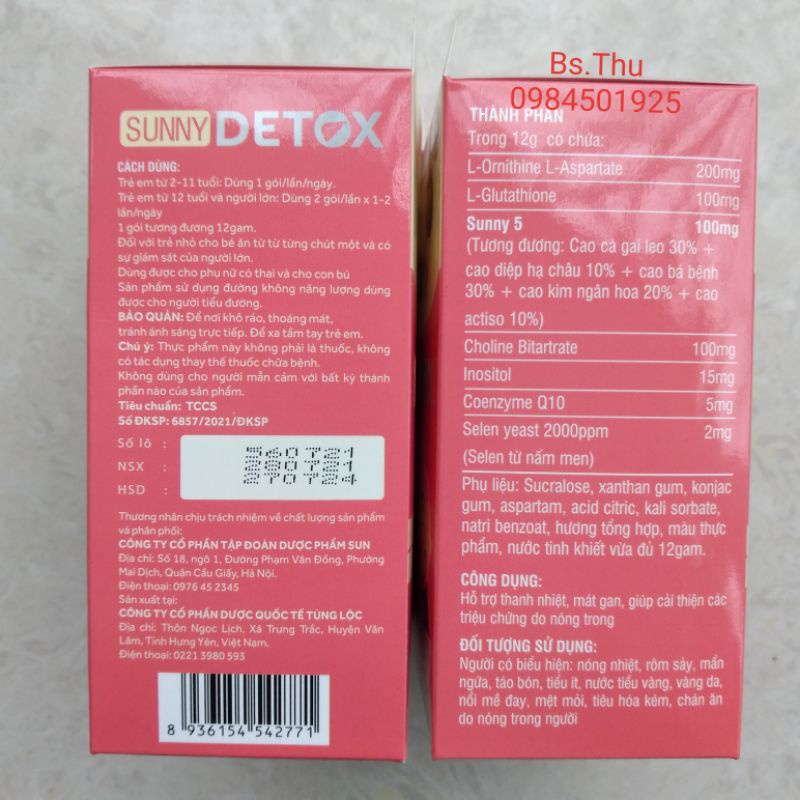 SUNNY DETOX
CÁCH DÙNG:
Trẻ em từ 2-11 tuổi: Dùng 1 gói/lần/ngày.
Trẻ em từ 12 tuổi và người lớn: Dùng 2 gói/lần x 1-2
lần/ngày
1 gói tương đương 12gam.
Đối với trẻ nhỏ cho bé ăn từ từ từng chút một và có
sự giám sát của người lớn.
Dùng được cho phụ nữ có thai và cho con bú
Sản phẩm sử dụng đường không năng lượng dùng
được cho người tiểu đường.
BẢO QUẢN: Để nơi khô ráo, thoáng mát,
tránh ánh sáng trực tiếp. Để xa tầm tay trẻ em.
Chú ý: Thực phẩm này không phải là thuốc, không
có tác dụng thay thế thuốc chữa bệnh.
Không dùng cho người mẫn cảm với bất kỳ thành
phần nào của sản phẩm.
Tiêu chuẩn: TCCS
Số ĐKSP: 6857/2021/ĐKSP
Số lô : 560721
NSX : 280721
HSD : 270724
Thương nhân chịu trách nhiệm về chất lượng sản phẩm
và phân phối:
CÔNG TY CỔ PHẦN TẬP ĐOÀN DƯỢC PHẨM SUN
Địa chỉ: Số 18, ngõ 1, Đường Phạm Văn Đồng, Phường
Mai Dịch, Quận Cầu Giấy, Hà Nội.
Điện thoại: 0976 45 2345
Sản xuất tại:
CÔNG TY CỔ PHẦN DƯỢC QUỐC TẾ TÙNG LỘC
Địa chỉ: Thôn Ngọc Lịch, Xã Trưng Trắc, Huyện Văn
Lâm, Tỉnh Hưng Yên, Việt Nam.
Điện thoại: 0221 3980 593
8 936154 542771
Bs.Thu
0984501925
THÀNH PHẦN
Trong 12g có chứa:
L-Ornithine L-Aspartate 200mg
L-Glutathione 100mg
Sunny 5 100mg
(Tương đương: Cao cà gai leo 30% +
cao diệp hạ châu 10% + cao bá bệnh
30% + cao kim ngân hoa 20% + cao
actiso 10%)
Choline Bitartrate 100mg
Inositol 15mg
Coenzyme Q10 5mg
Selen yeast 2000ppm 2mg
(Selen từ nấm men)
Phụ liệu: Sucralose, xanthan gum, konjac
gum, aspartam, acid citric, kali sorbate,
natri benzoat, hương tổng hợp, màu thực
phẩm, nước tinh khiết vừa đủ 12gam.
CÔNG DỤNG:
Hỗ trợ thanh nhiệt, mát gan, giúp cải thiện các
triệu chứng do nóng trong
ĐỐI TƯỢNG SỬ DỤNG:
Người có biểu hiện: nóng nhiệt, rôm sảy, mẩn
ngứa, táo bón, tiểu ít, nước tiểu vàng, vàng da,
nổi mề đay, mệt mỏi, tiêu hóa kém, chán ăn
do nóng trong người